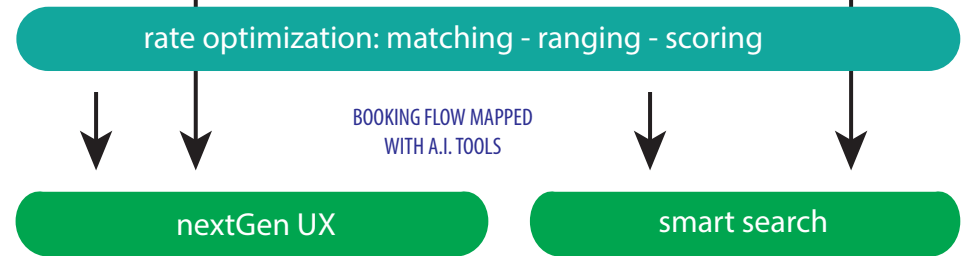 rate optimization: matching - ranging - scoring
BOOKING FLOW MAPPED
WITH A.I. TOOLS
nextGen UX
smart search